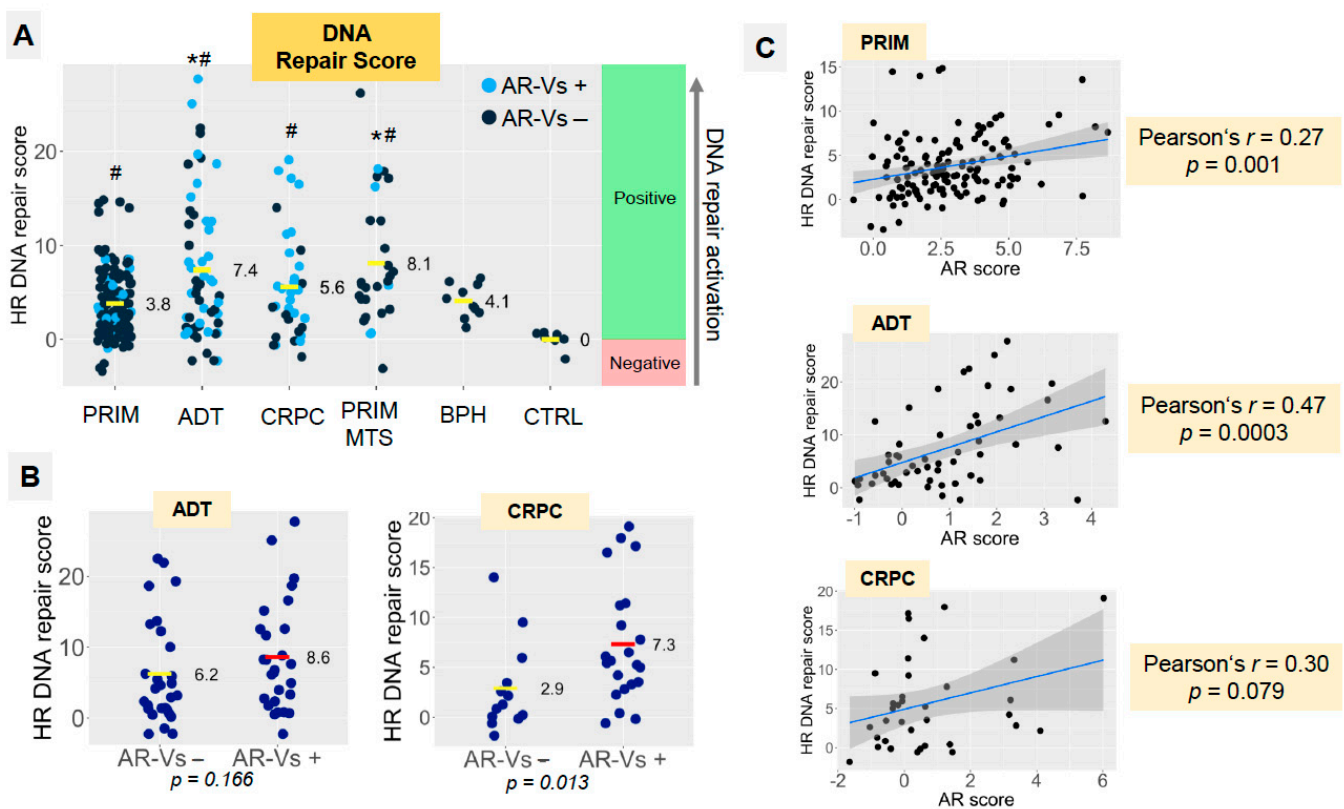 A
DNA
Repair Score
*#
#
#
*#
AR-Vs +
AR-Vs –
HR DNA repair score
20
10
0
3.8
7.4
5.6
8.1
4.1
0
Positive
Negative
DNA repair activation
PRIM
ADT
CRPC
PRIM
MTS
BPH
CTRL
B
ADT
HR DNA repair score
20
10
0
6.2
8.6
AR-Vs –
AR-Vs +
p = 0.166
CRPC
HR DNA repair score
20
15
10
5
0
2.9
7.3
AR-Vs –
AR-Vs +
p = 0.013
C
PRIM
HR DNA repair score
15
10
5
0
0.0
2.5
5.0
7.5
AR score
Pearson‘s r = 0.27
p = 0.001
ADT
HR DNA repair score
30
20
10
0
-1
0
1
2
3
4
AR score
Pearson‘s r = 0.47
p = 0.0003
CRPC
HR DNA repair score
20
15
10
5
0
-2
0
2
4
6
AR score
Pearson‘s r = 0.30
p = 0.079